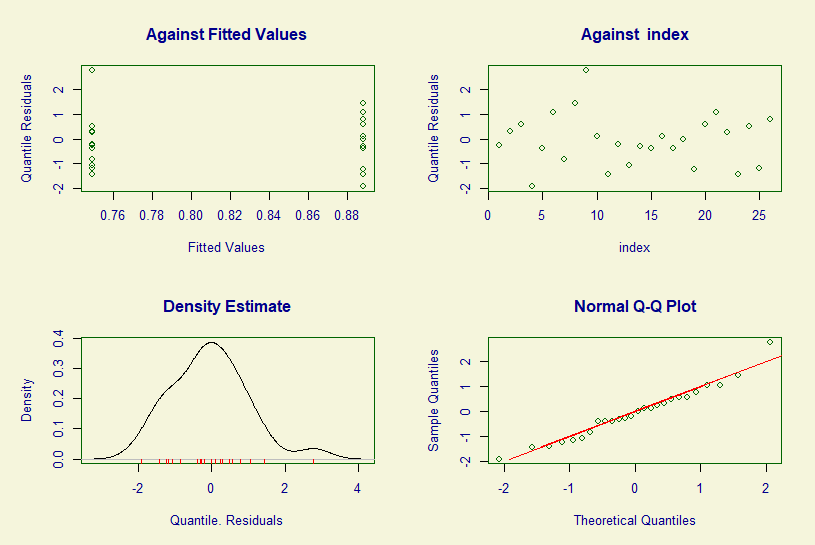 Against Fitted Values
Quantile Residuals
-2 -1 0 1 2
0.76 0.78 0.80 0.82 0.84 0.86 0.88
Fitted Values
Against index
Quantile Residuals
-2 -1 0 1 2
0 5 10 15 20 25
index
Density Estimate
Density
0.0 0.1 0.2 0.3 0.4
-2 0 2 4
Quantile. Residuals
Normal Q-Q Plot
Sample Quantiles
-2 -1 0 1 2
-2 -1 0 1 2
Theoretical Quantiles